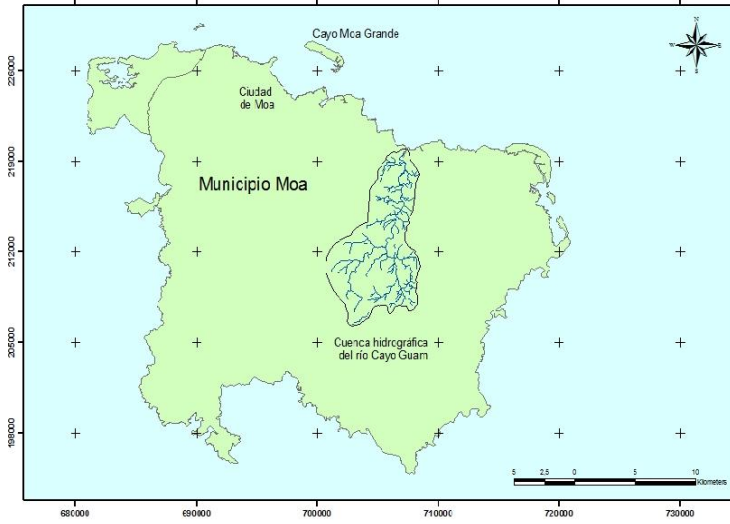 Cayo Moa Grande
Ciudad
de Moa
Municipio Moa
Cuenca hidrográfica
del río Cayo Guam
226000
219000
212000
205000
198000
5 2,5 0 5 10
Kilometers
680000 690000 700000 710000 720000 730000
N
E
S
W